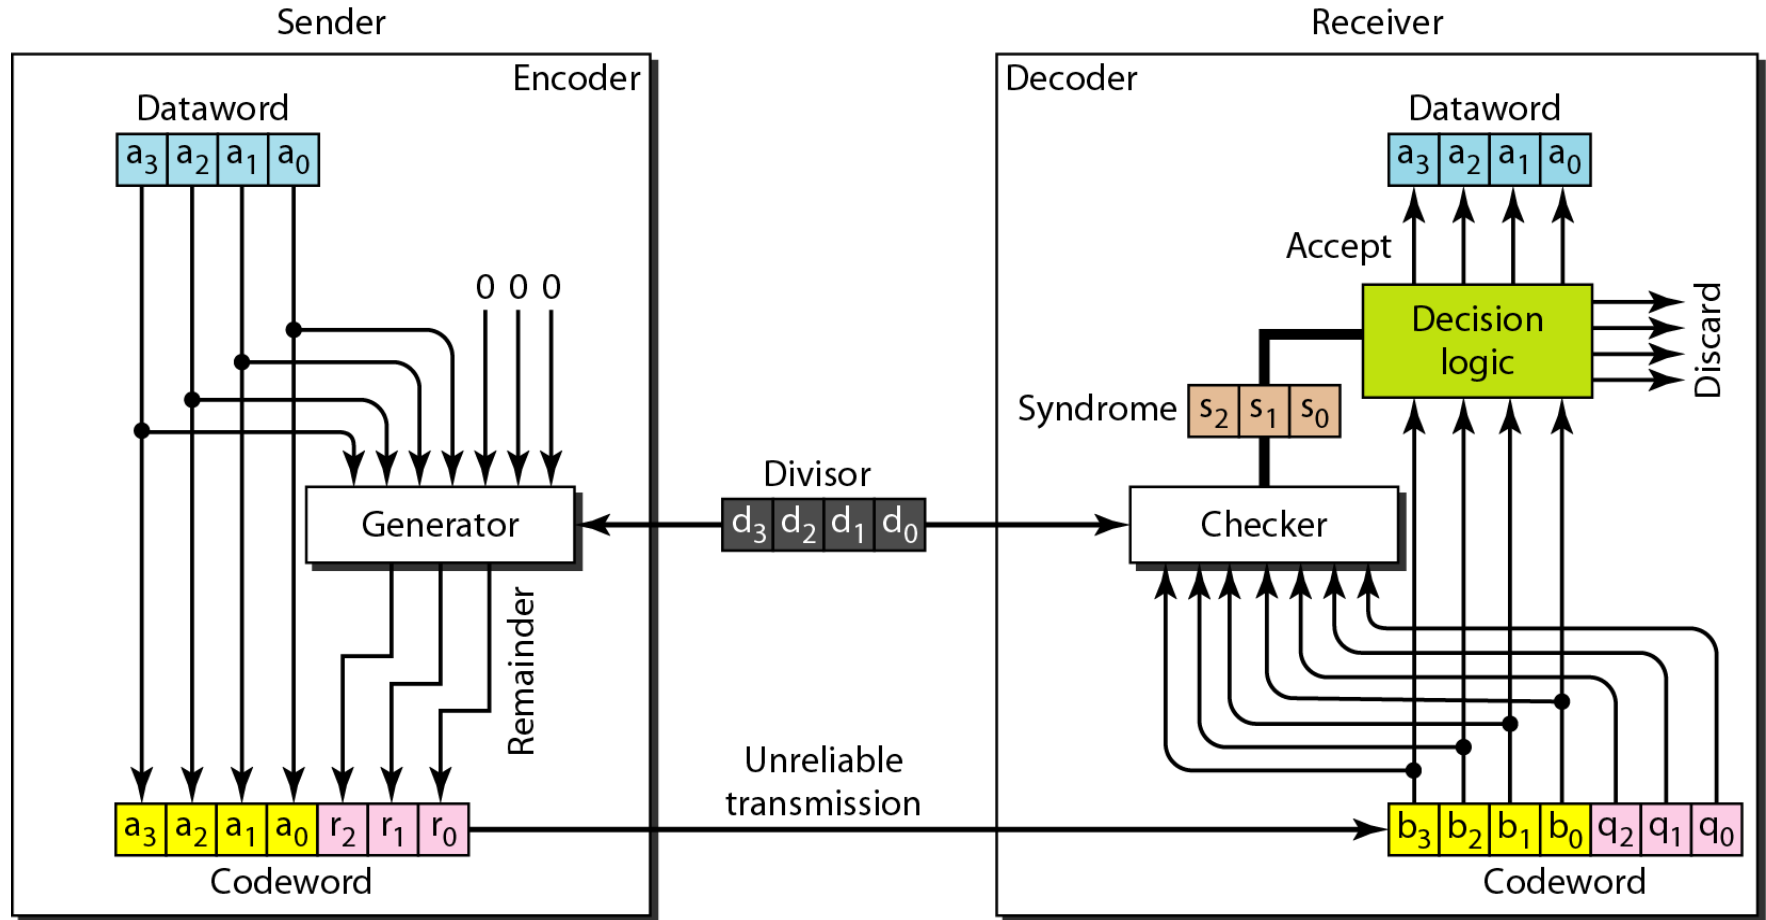 Sender
Receiver
Encoder
Decoder
Dataword
a3 a2 a1 a0
0 0 0
Generator
Remainder
a3 a2 a1 a0 r2 r1 r0
Codeword
Divisor
d3 d2 d1 d0
Unreliable
transmission
Dataword
a3 a2 a1 a0
Accept
Decision
logic
Discard
Syndrome
s2 s1 s0
Checker
b3 b2 b1 b0 q2 q1 q0
Codeword